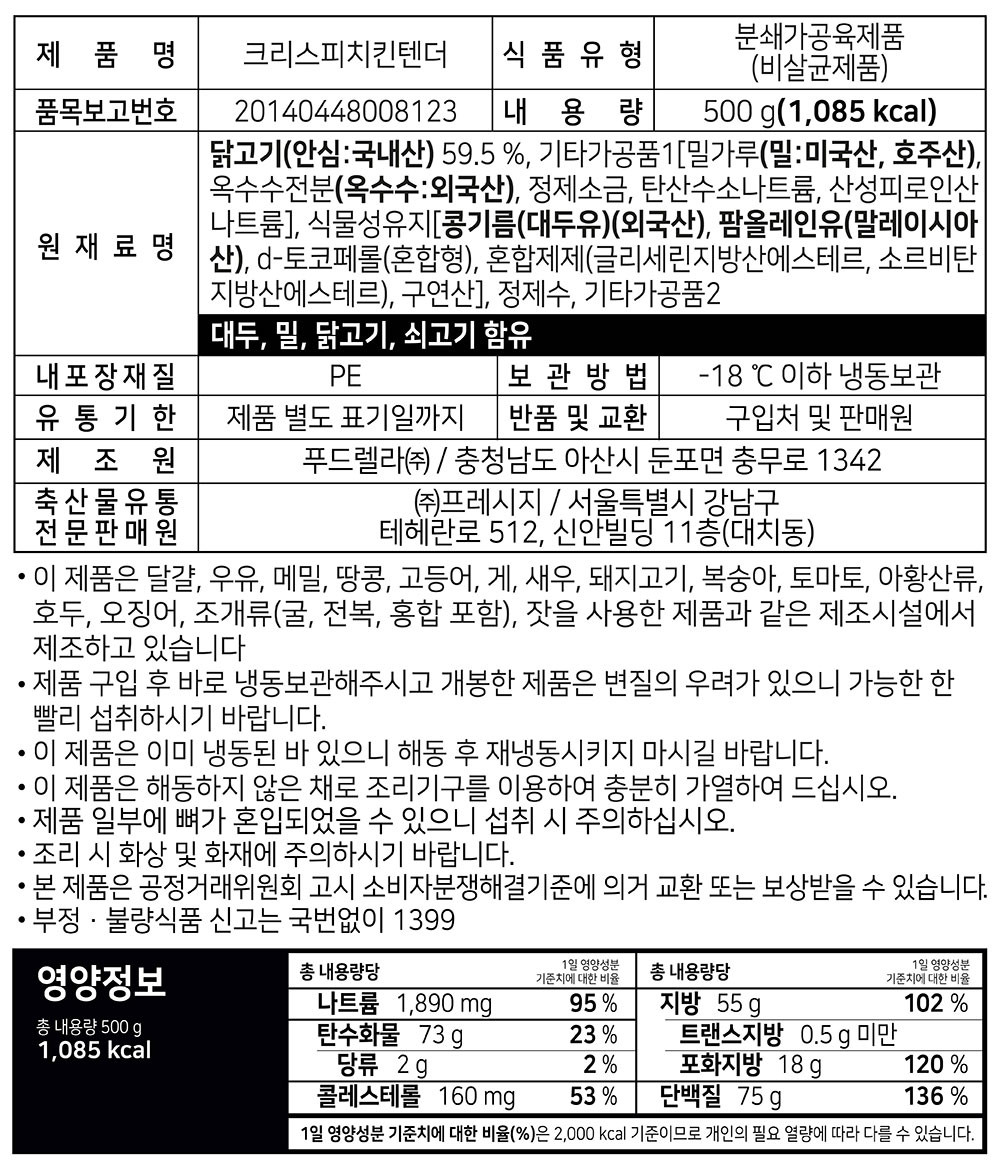 제 품 명 크리스피치킨텐더 식 품 유 형 분쇄가공육제품
(비살균제품)
품목보고번호 20140448008123 내 용 량 500 g(1,085 kcal)
원 재 료 명
닭고기(안심:국내산) 59.5 %, 기타가공품1[밀가루(밀:미국산, 호주산),
옥수수전분(옥수수:외국산), 정제소금, 탄산수소나트륨, 산성피로인산
나트륨], 식물성유지[콩기름(대두유)(외국산), 팜올레인유(말레이시아
산), d-토코페롤(혼합형), 혼합제제(글리세린지방산에스테르, 소르비탄
지방산에스테르), 구연산], 정제수, 기타가공품2
대두, 밀, 닭고기, 쇠고기 함유
내포장재질 PE 보 관 방 법 -18 ℃ 이하 냉동보관
유 통 기 한 제품 별도 표기일까지 반품 및 교환 구입처 및 판매원
제 조 원 푸드렐라㈜ / 충청남도 아산시 둔포면 충무로 1342
축산물유통
전문판매원
㈜프레시지 / 서울특별시 강남구
테헤란로 512, 신안빌딩 11층(대치동)
• 이 제품은 달걀, 우유, 메밀, 땅콩, 고등어, 게, 새우, 돼지고기, 복숭아, 토마토, 아황산류,
호두, 오징어, 조개류(굴, 전복, 홍합 포함), 잣을 사용한 제품과 같은 제조시설에서
제조하고 있습니다
• 제품 구입 후 바로 냉동보관해주시고 개봉한 제품은 변질의 우려가 있으니 가능한 한
빨리 섭취하시기 바랍니다.
• 이 제품은 이미 냉동된 바 있으니 해동 후 재냉동시키지 마시길 바랍니다.
• 이 제품은 해동하지 않은 채로 조리기구를 이용하여 충분히 가열하여 드십시오.
• 제품 일부에 뼈가 혼입되었을 수 있으니 섭취 시 주의하십시오.
• 조리 시 화상 및 화재에 주의하시기 바랍니다.
• 본 제품은 공정거래위원회 고시 소비자분쟁해결기준에 의거 교환 또는 보상받을 수 있습니다.
• 부정 · 불량식품 신고는 국번없이 1399
영양정보
총 내용량 500 g
1,085 kcal
총 내용량당 1일 영양성분
기준치에 대한 비율
나트륨 1,890 mg 95 %
탄수화물 73 g 23 %
당류 2 g 2 %
콜레스테롤 160 mg 53 %
총 내용량당 1일 영양성분
기준치에 대한 비율
지방 55 g 102 %
트랜스지방 0.5 g 미만
포화지방 18 g 120 %
단백질 75 g 136 %
1일 영양성분 기준치에 대한 비율(%)은 2,000 kcal 기준이므로 개인의 필요 열량에 따라 다를 수 있습니다.